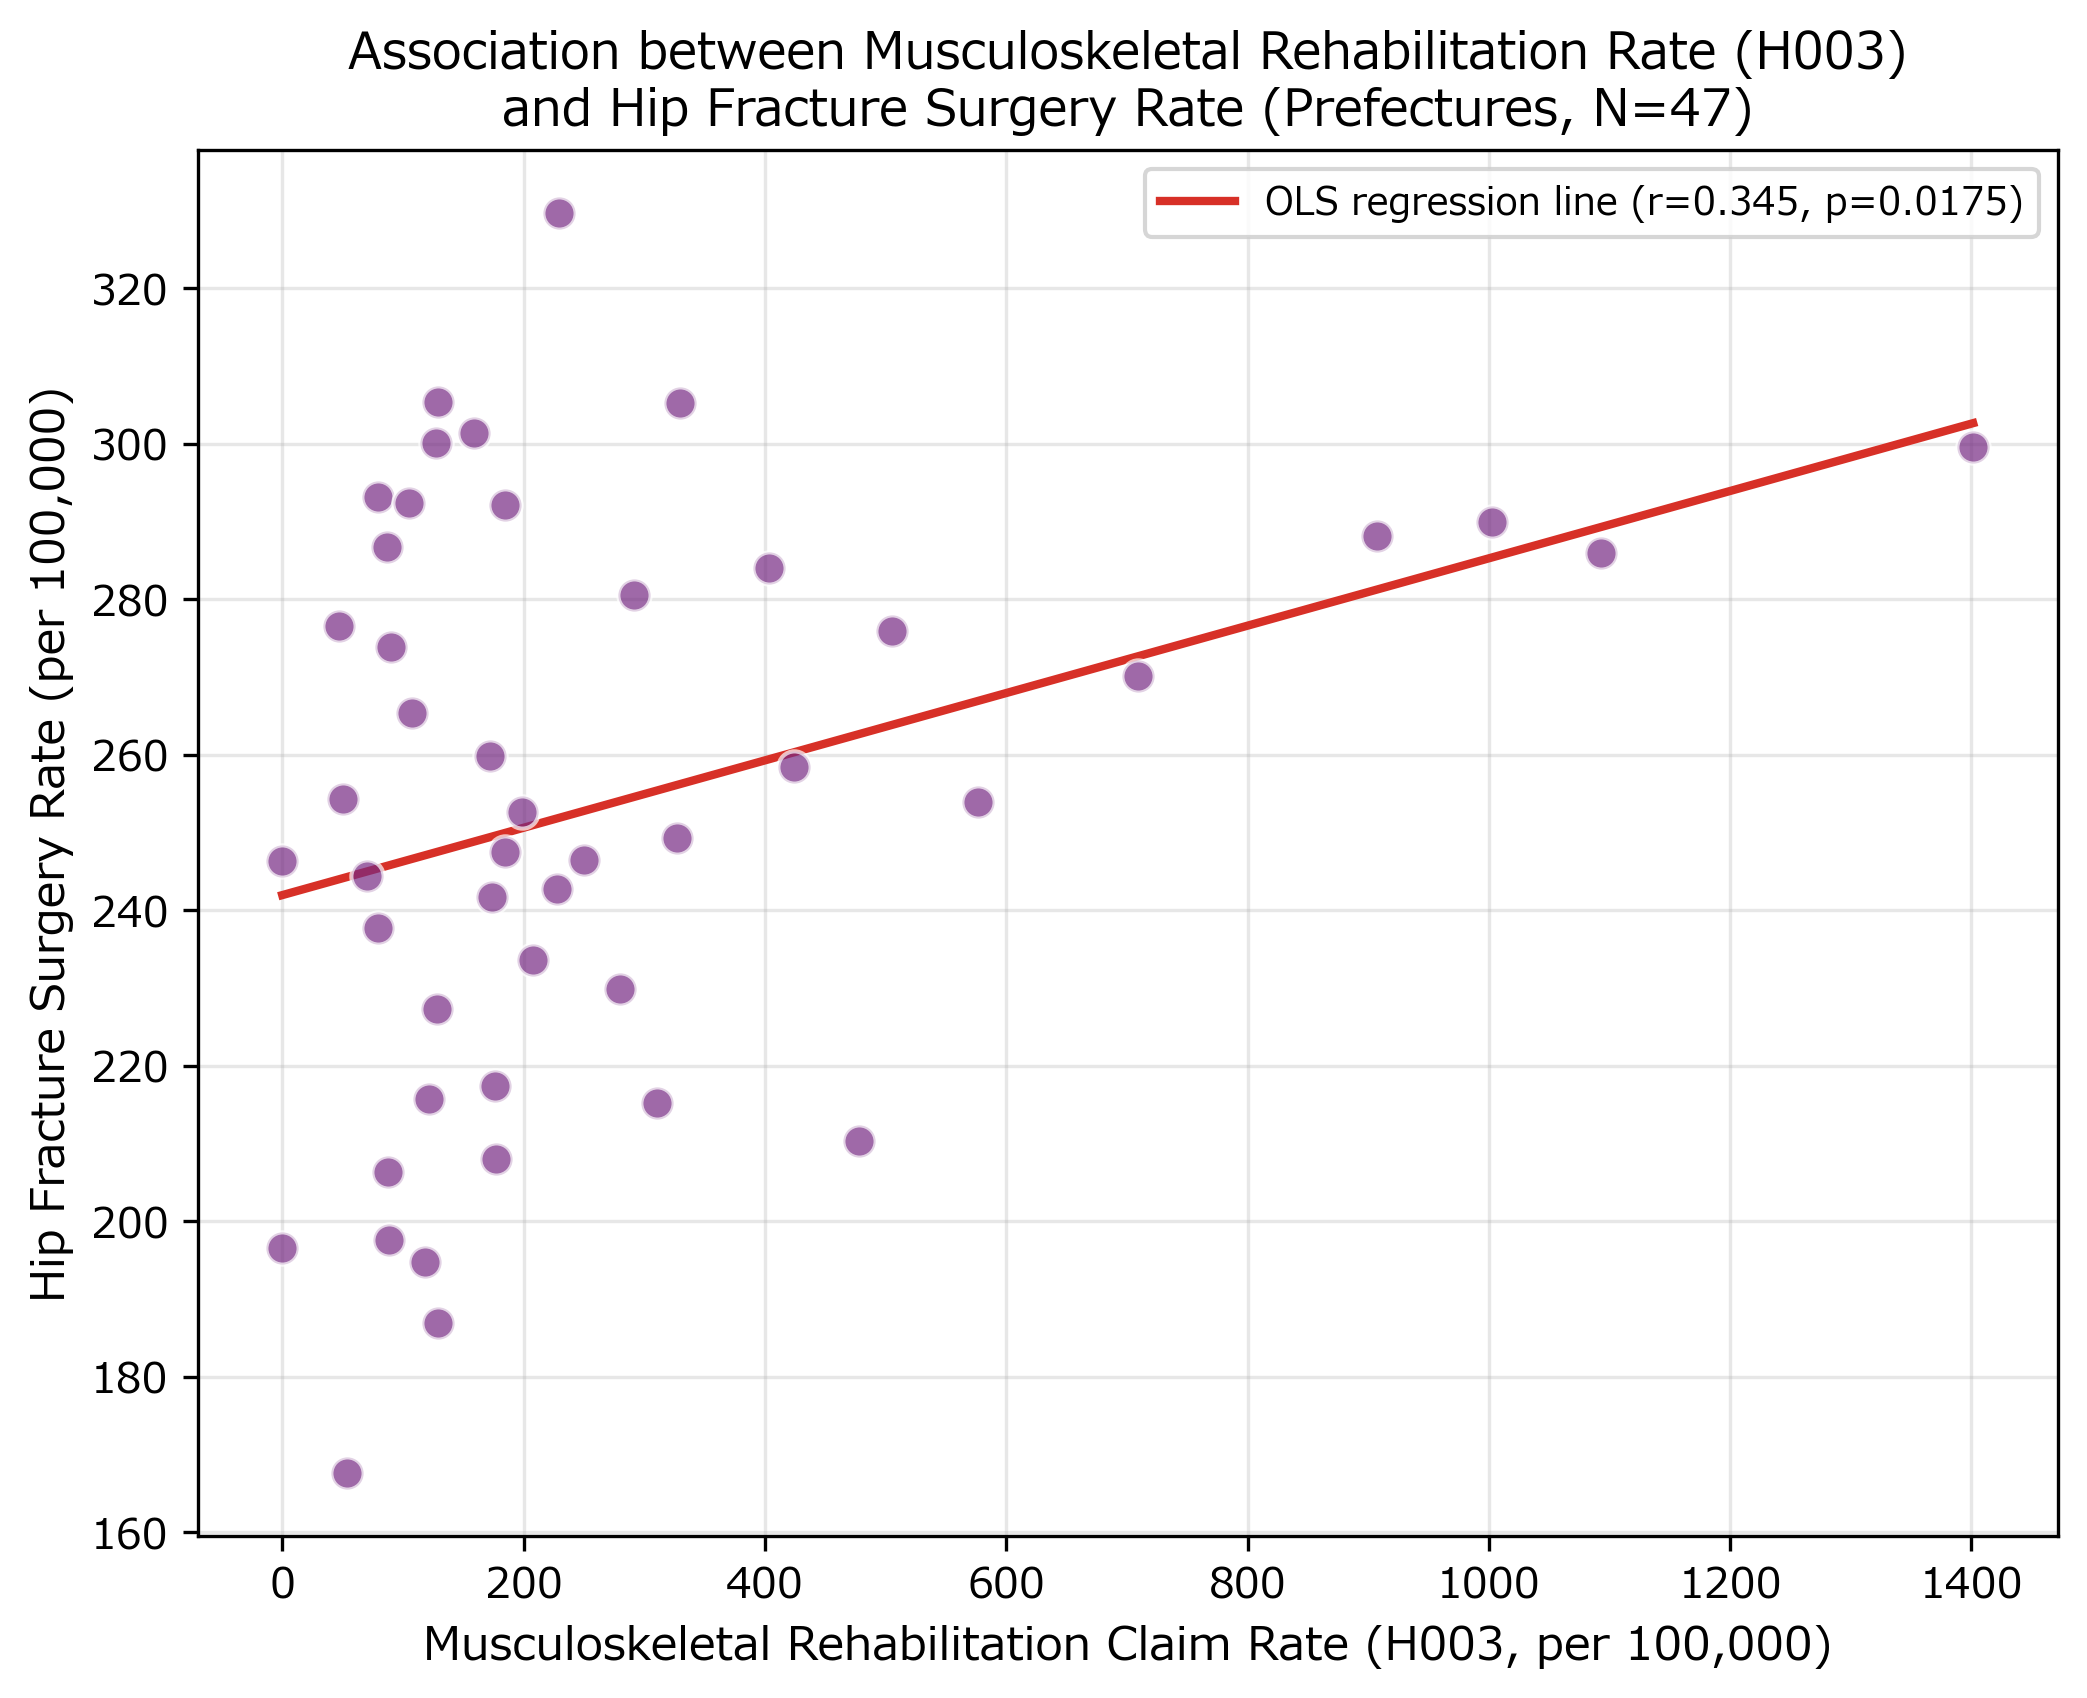 Association between Musculoskeletal Rehabilitation Rate (H003)
and Hip Fracture Surgery Rate (Prefectures, N=47)
OLS regression line (r=0.345, p=0.0175)
Hip Fracture Surgery Rate (per 100,000)
320
300
280
260
240
220
200
180
160
0 200 400 600 800 1000 1200 1400
Musculoskeletal Rehabilitation Claim Rate (H003, per 100,000)